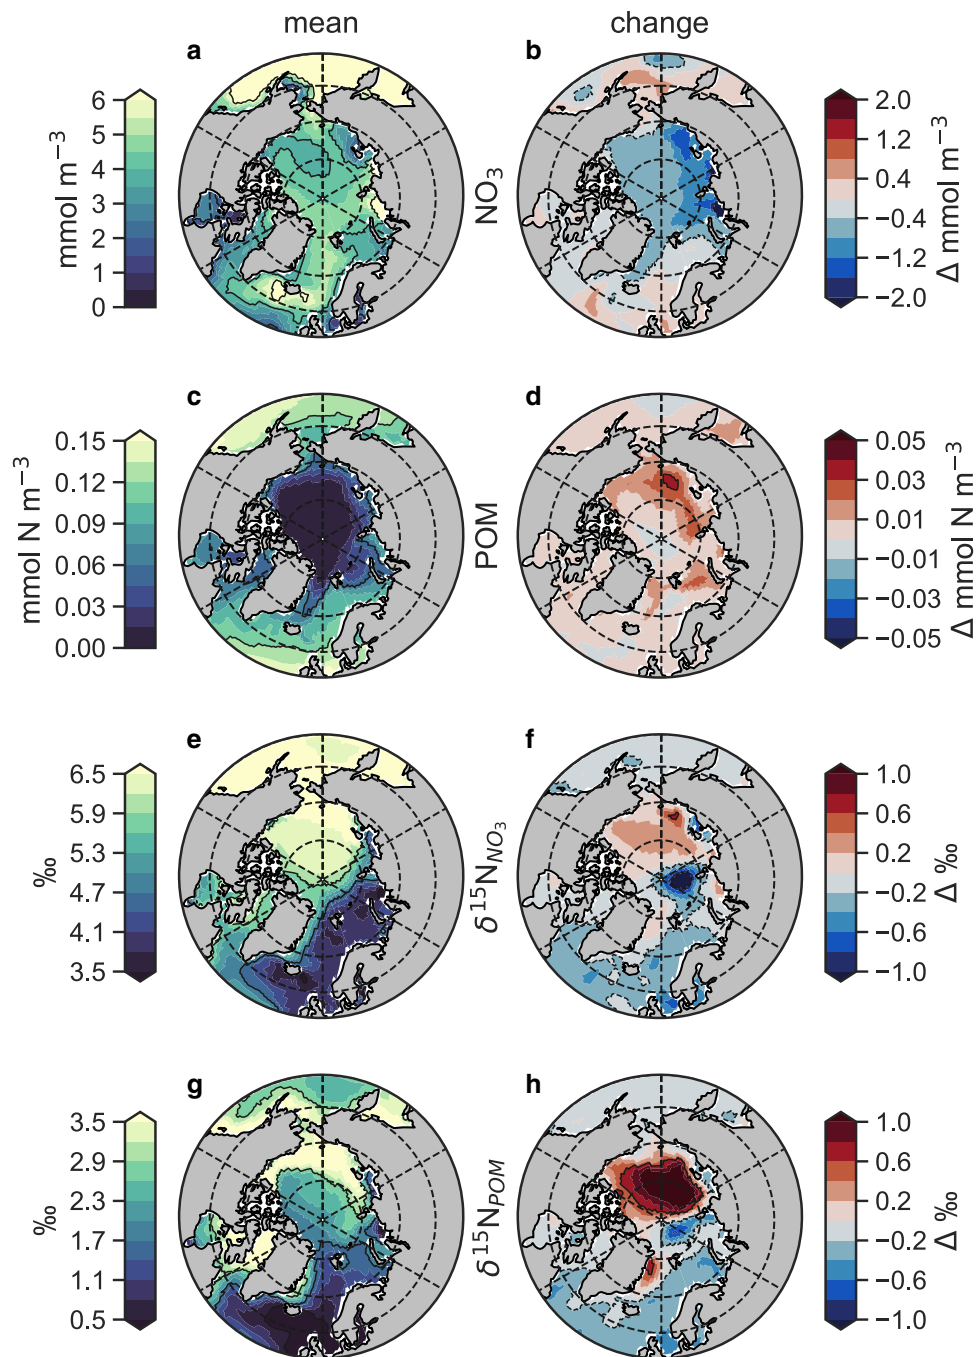 mean
change
a
b
6
5
4
3
2
1
0
mmol m⁻³
NO₃
2.0
1.2
0.4
−0.4
−1.2
−2.0
Δ mmol m⁻³
c
d
0.15
0.12
0.09
0.06
0.03
0.00
mmol N m⁻³
POM
0.05
0.03
0.01
−0.01
−0.03
−0.05
Δ mmol N m⁻³
e
f
6.5
5.9
5.3
4.7
4.1
3.5
‰
δ¹⁵N_NO₃
1.0
0.6
0.2
−0.2
−0.6
−1.0
Δ ‰
g
h
3.5
2.9
2.3
1.7
1.1
0.5
‰
δ¹⁵N_POM
1.0
0.6
0.2
−0.2
−0.6
−1.0
Δ ‰